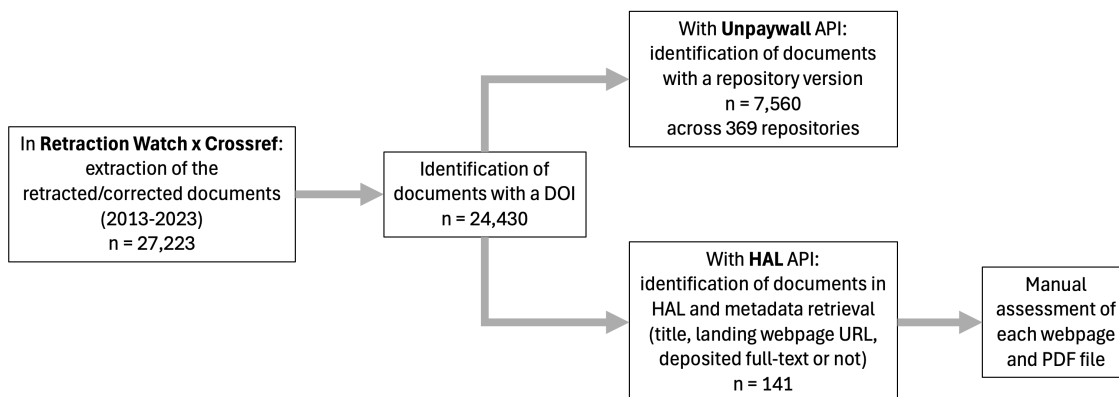 In Retraction Watch x Crossref:
extraction of the
retracted/corrected documents
(2013-2023)
n = 27,223
Identification of
documents with a DOI
n = 24,430
With Unpaywall API:
identification of documents
with a repository version
n = 7,560
across 369 repositories
With HAL API:
identification of documents in
HAL and metadata retrieval
(title, landing webpage URL,
deposited full-text or not)
n = 141
Manual
assessment of
each webpage
and PDF file